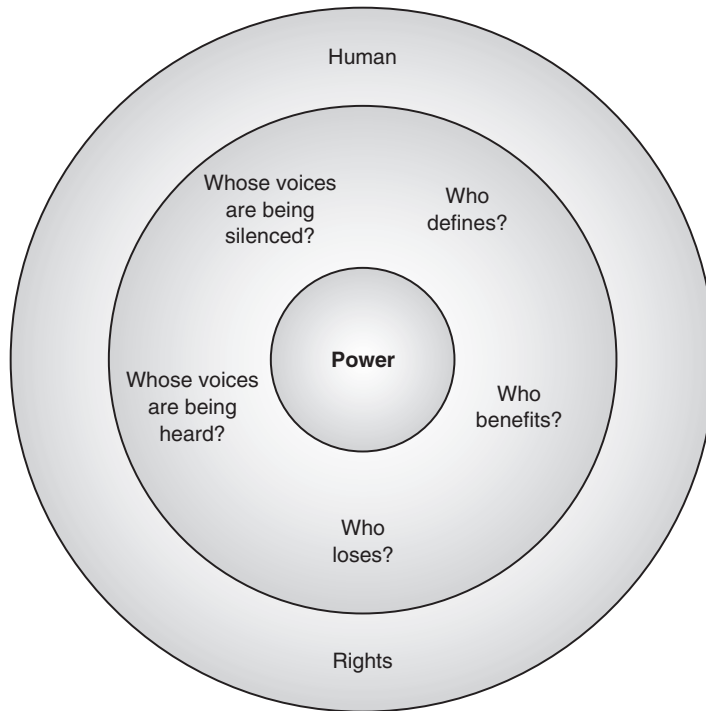 Human
Whose voices
are being
silenced?
Who
defines?
Power
Whose voices
are being
heard?
Who
benefits?
Who
loses?
Rights